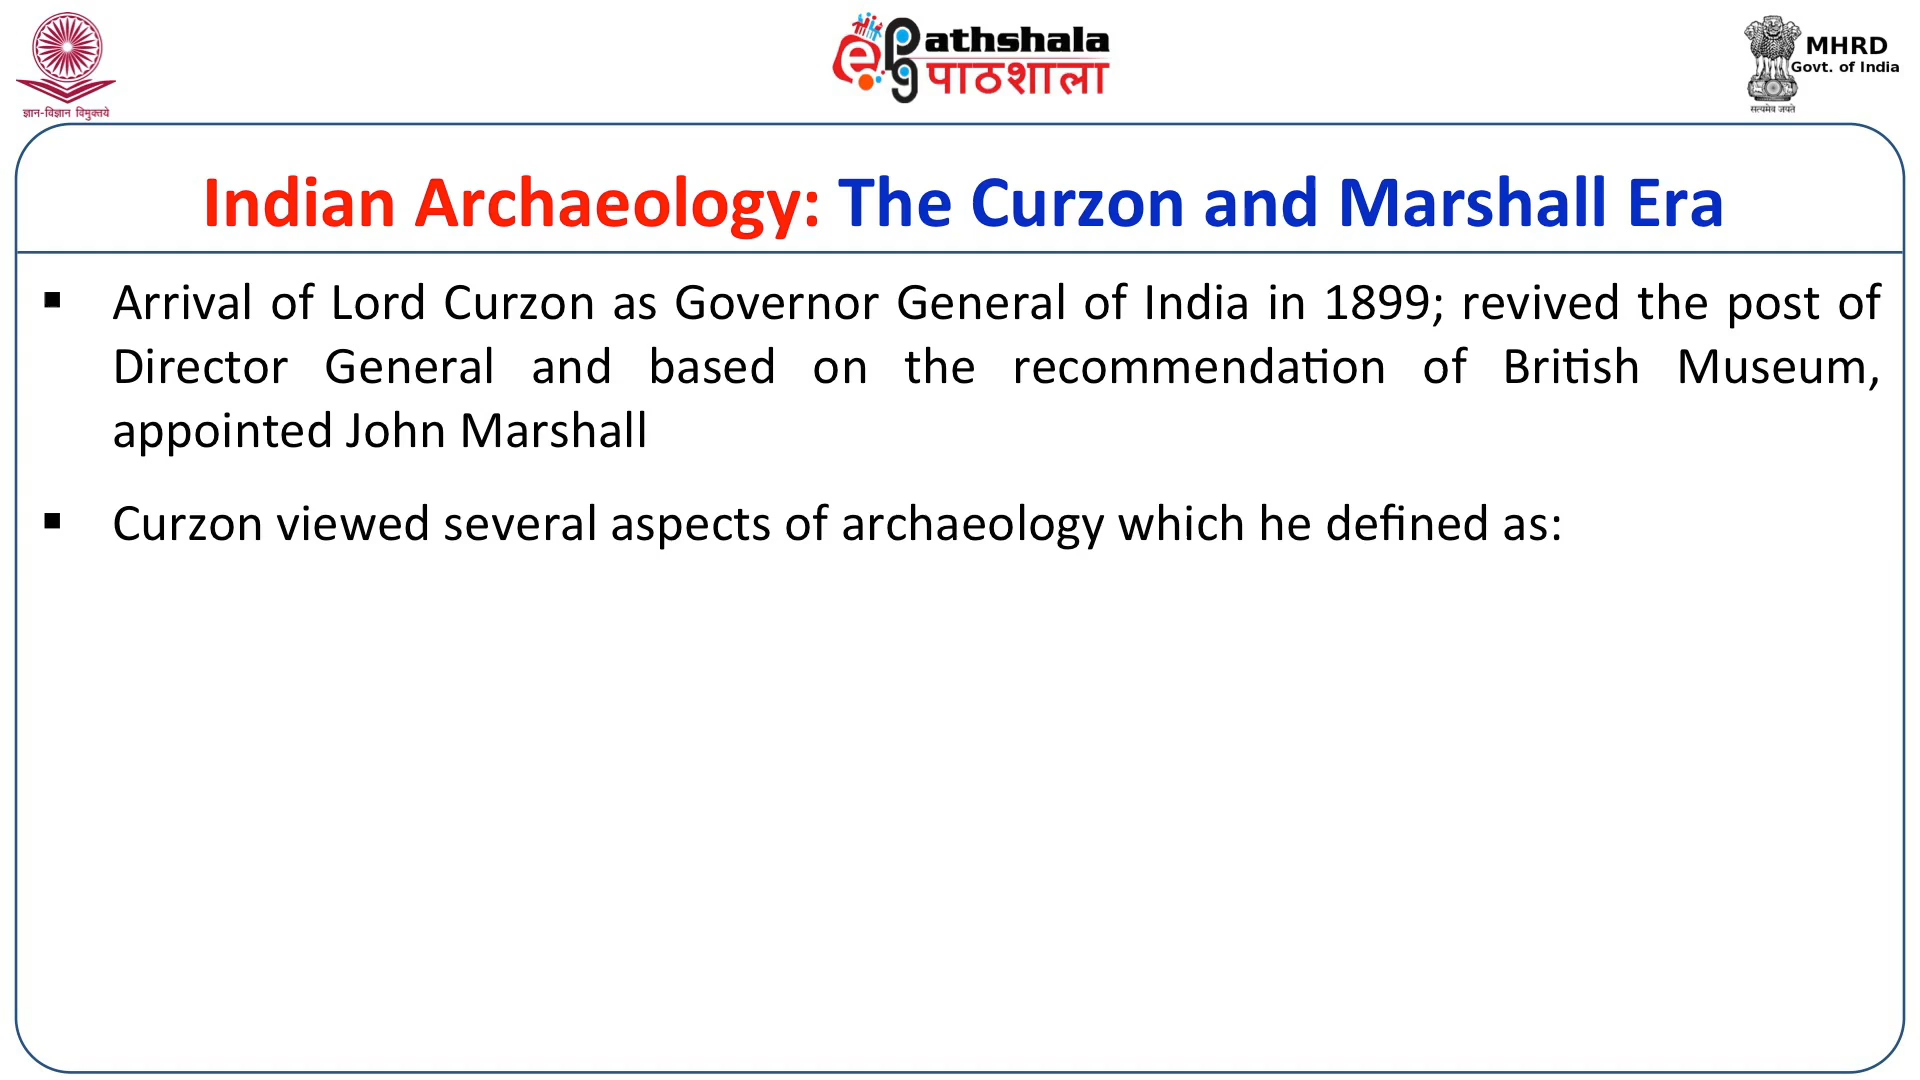 ज्ञान-विज्ञान विमुक्तये
e pg Pathshala
पाठशाला
MHRD
Govt. of India
सत्यमेव जयते
Indian Archaeology: The Curzon and Marshall Era
▪ Arrival of Lord Curzon as Governor General of India in 1899; revived the post of
Director General and based on the recommendation of British Museum,
appointed John Marshall
▪ Curzon viewed several aspects of archaeology which he defined as: